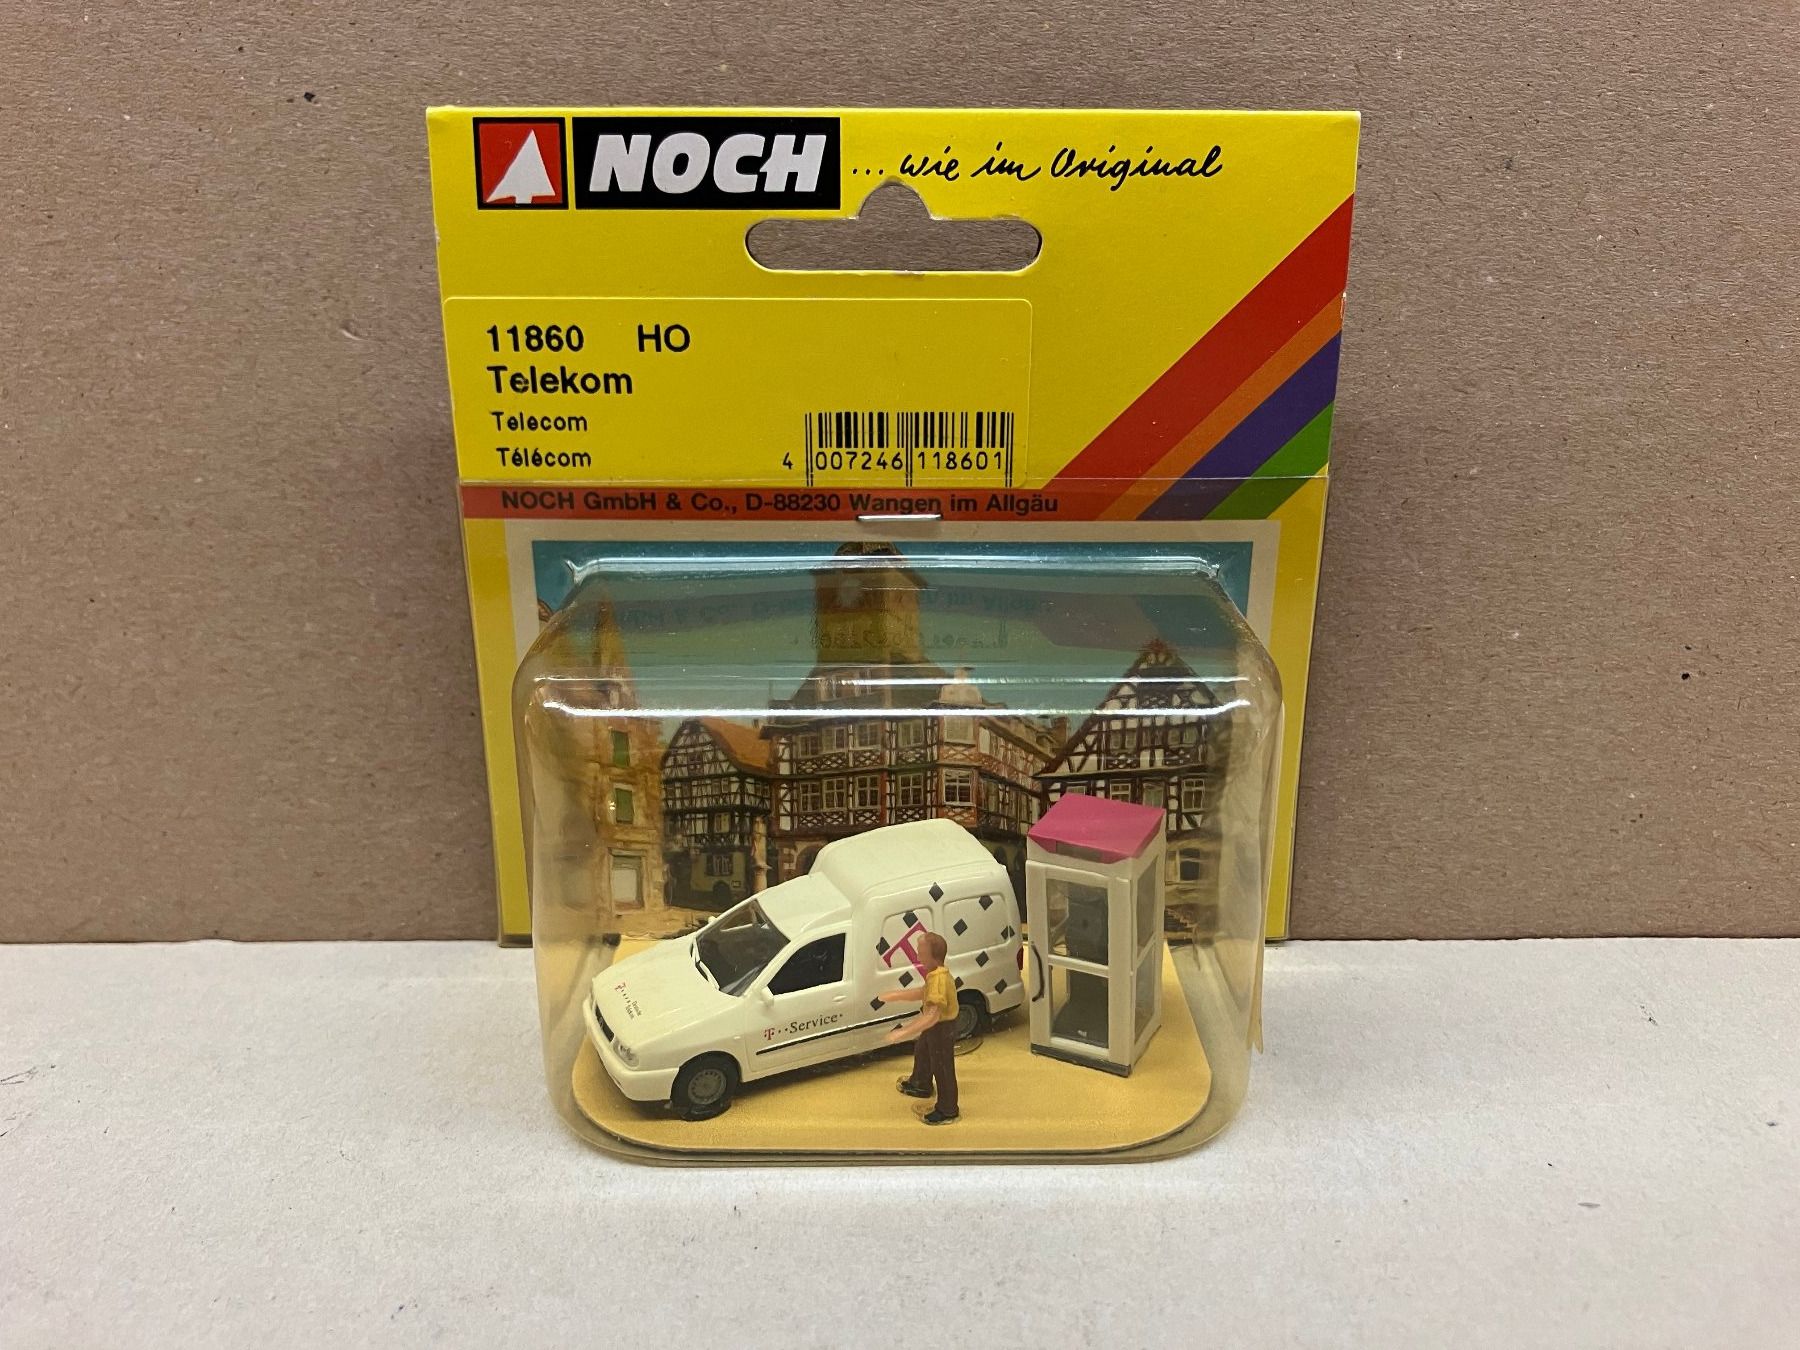 NOCH ... wie im Original
11860 HO
Telekom
Telecom
Télécom
4 007246 118601
NOCH GmbH & Co., D-88230 Wangen im Allgäu
T
T··Service·